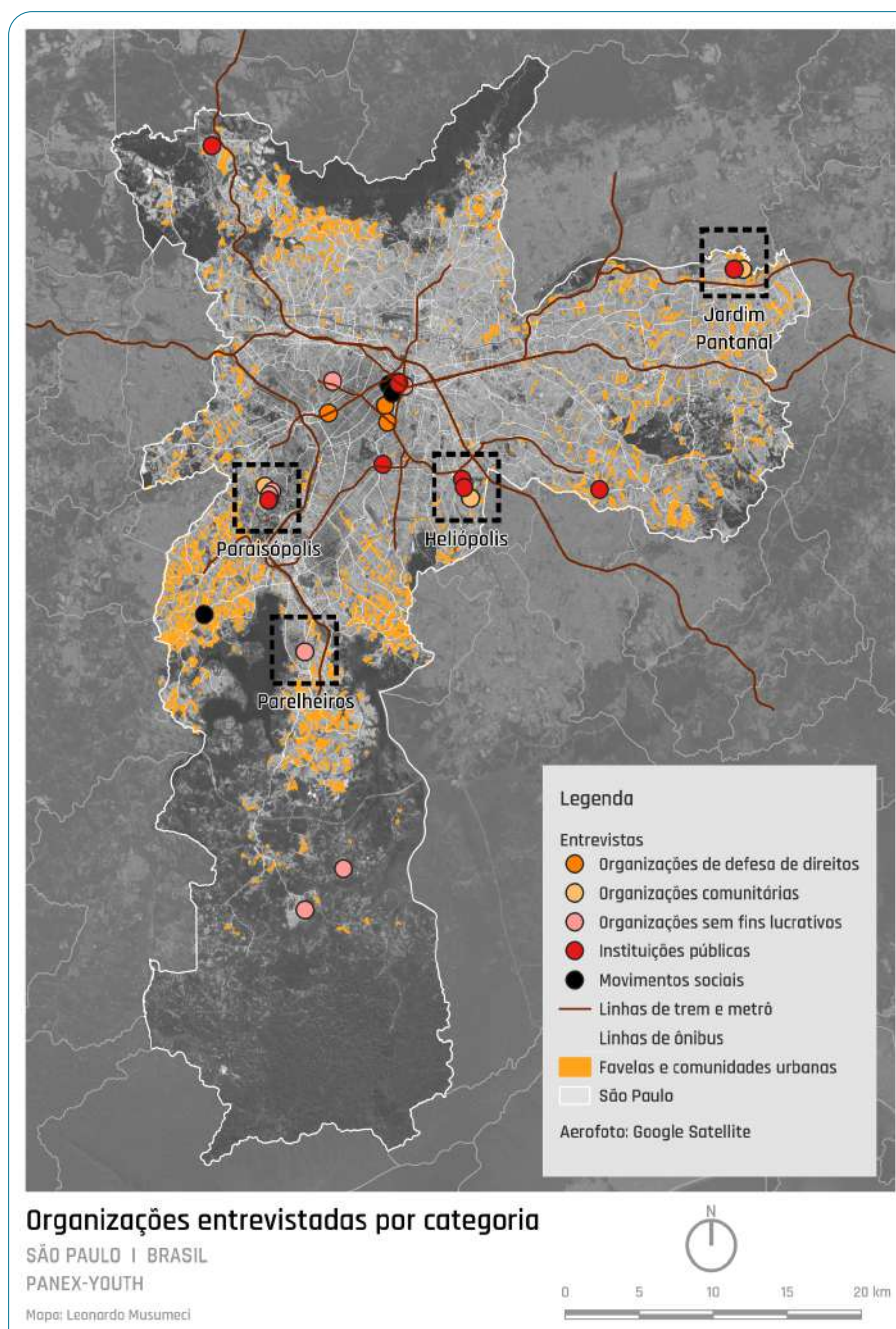 Jardim
Pantanal
Paraisópolis
Heliópolis
Parelheiros
Legenda
Entrevistas
Organizações de defesa de direitos
Organizações comunitárias
Organizações sem fins lucrativos
Instituições públicas
Movimentos sociais
Linhas de trem e metrô
Linhas de ônibus
Favelas e comunidades urbanas
São Paulo
Aerofoto: Google Satellite
Organizações entrevistadas por categoria
SÃO PAULO I BRASIL
PANEX-YOUTH
Mapa: Leonardo Musumeci
N
0 5 10 15 20 km